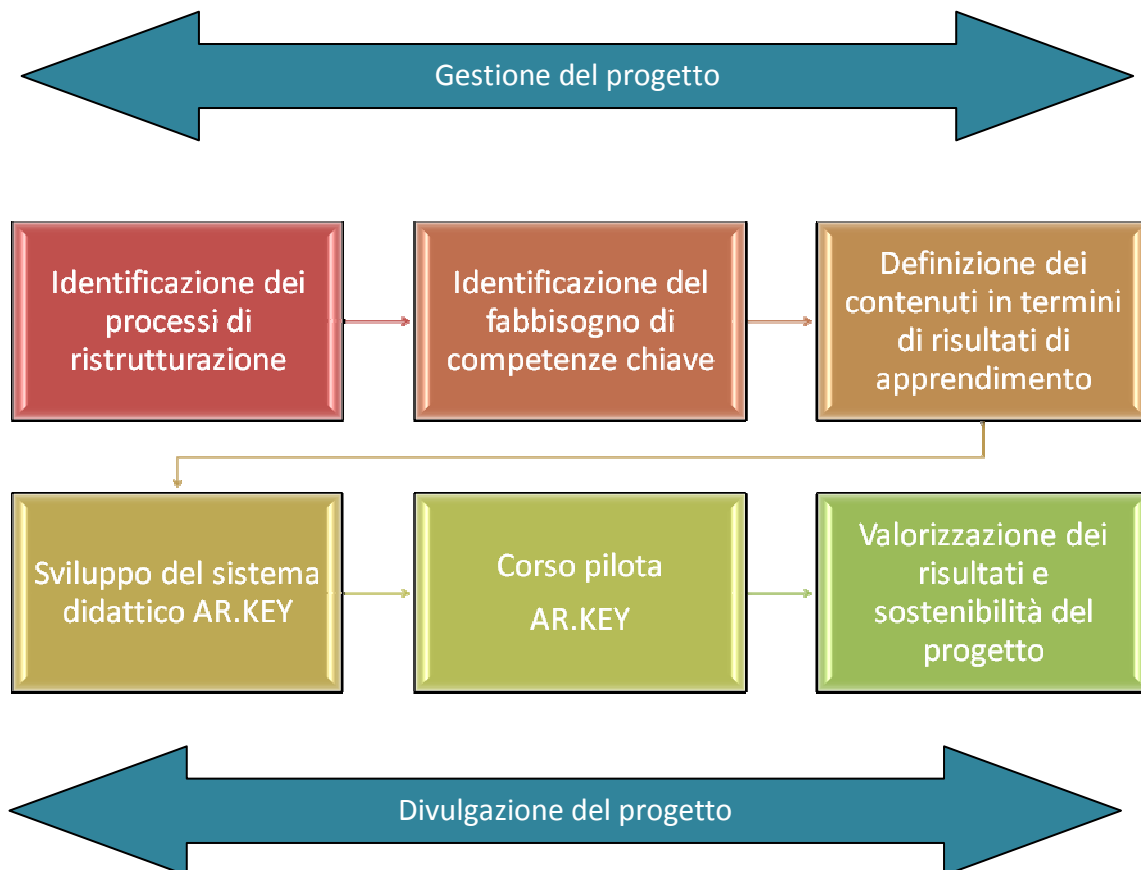 Gestione del progetto
Identificazione dei
processi di
ristrutturazione
Identificazione del
fabbisogno di
competenze chiave
Definizione dei
contenuti in termini
di risultati di
apprendimento
Sviluppo del sistema
didattico AR.KEY
Corso pilota
AR.KEY
Valorizzazione dei
risultati e
sostenibilità del
progetto
Divulgazione del progetto